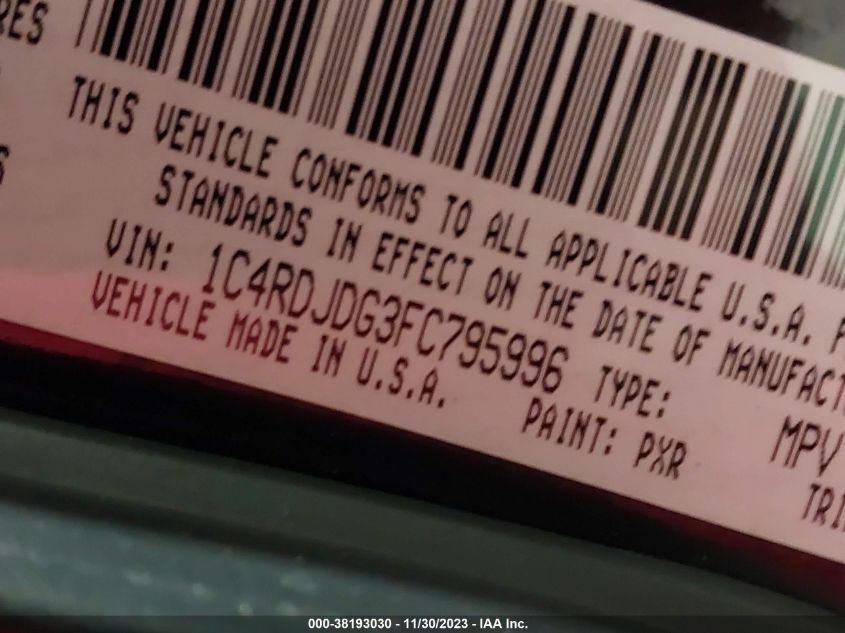 RES
S
THIS VEHICLE CONFORMS TO ALL APPLICABLE U.S.A. F
STANDARDS IN EFFECT ON THE DATE OF MANUFACT
VIN: 1C4RDJDG3FC795996 TYPE: MPV
VEHICLE MADE IN U.S.A. PAINT: PXR TRI
000-38193030 - 11/30/2023 - IAA Inc.